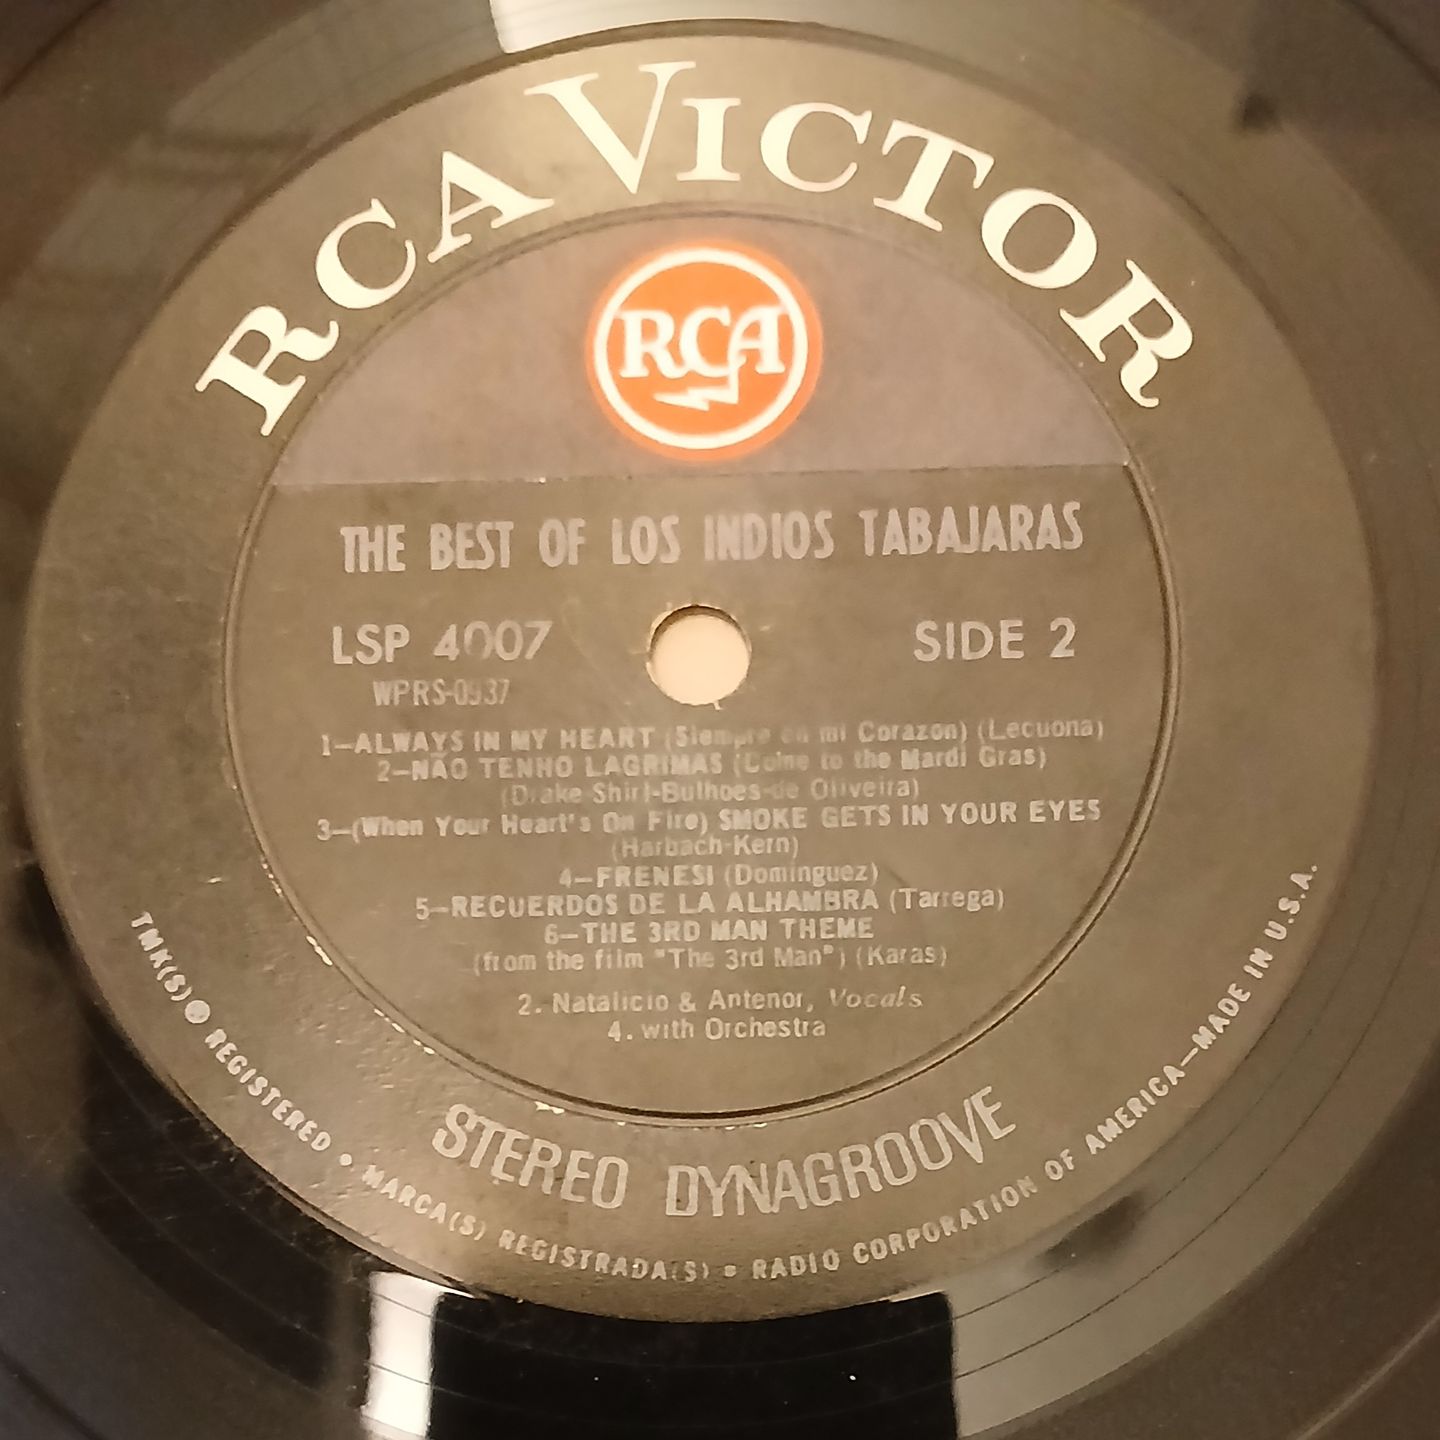 RCA VICTOR
RCA
THE BEST OF LOS INDIOS TABAJARAS
LSP 4007
SIDE 2
WPRS-0937
1—ALWAYS IN MY HEART (Siempre en mi Corazon) (Lecuona)
2—NAO TENHO LAGRIMAS (Come to the Mardi Gras)
(Drake-Shirl-Bulhoes-de Oliveira)
3—(When Your Heart's On Fire) SMOKE GETS IN YOUR EYES
(Harbach-Kern)
4—FRENESI (Dominguez)
5—RECUERDOS DE LA ALHAMBRA (Tarrega)
6—THE 3RD MAN THEME
(from the film "The 3rd Man") (Karas)
2. Natalicio & Antenor, Vocals
4. with Orchestra
STEREO DYNAGROOVE
TMK(S) ® REGISTERED • MARCA(S) REGISTRADA(S) • RADIO CORPORATION OF AMERICA—MADE IN U.S.A.